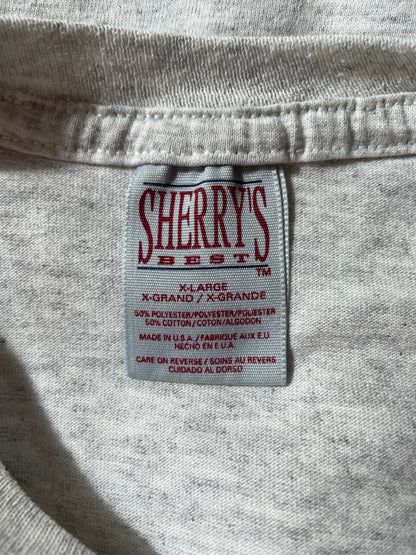 SHERRY'S
BEST
TM
X-LARGE
X-GRAND / X-GRANDE
50% POLYESTER/POLYESTER/POLIESTER
50% COTTON/COTON/ALGODON
MADE IN U.S.A. / FABRIQUÉ AUX E.U.
HECHO EN E.U.A.
CARE ON REVERSE / SOINS AU REVERS
CUIDADO AL DORSO